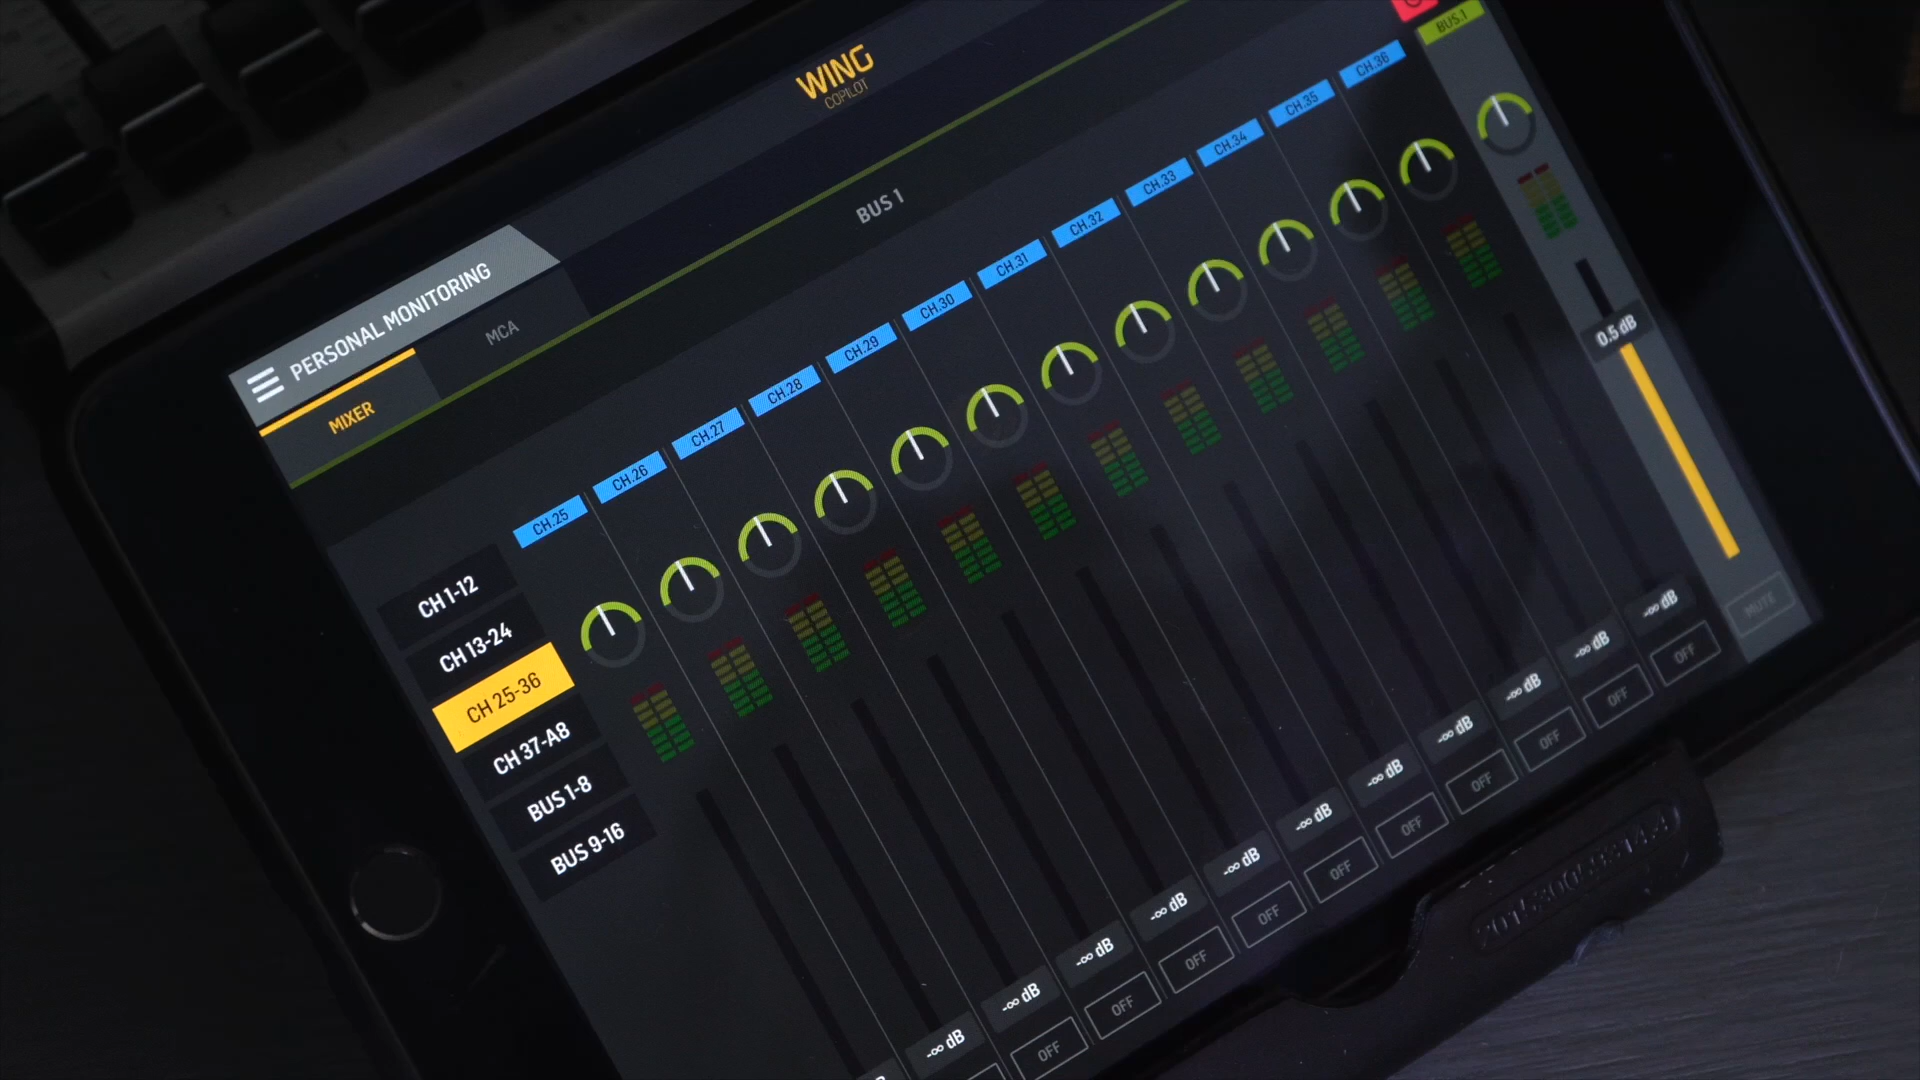 WING
COPILOT
PERSONAL MONITORING
BUS 1
MIXER
MCA
CH.25
CH.26
CH.27
CH.28
CH.29
CH.30
CH.31
CH.32
CH.33
CH.34
CH.35
CH.36
BUS.1
CH 1-12
CH 13-24
CH 25-36
CH 37-A8
BUS 1-8
BUS 9-16
0.5 dB
-∞ dB
-∞ dB
-∞ dB
-∞ dB
-∞ dB
-∞ dB
-∞ dB
-∞ dB
-∞ dB
-∞ dB
-∞ dB
OFF
OFF
OFF
OFF
OFF
OFF
OFF
OFF
OFF
OFF
MUTE